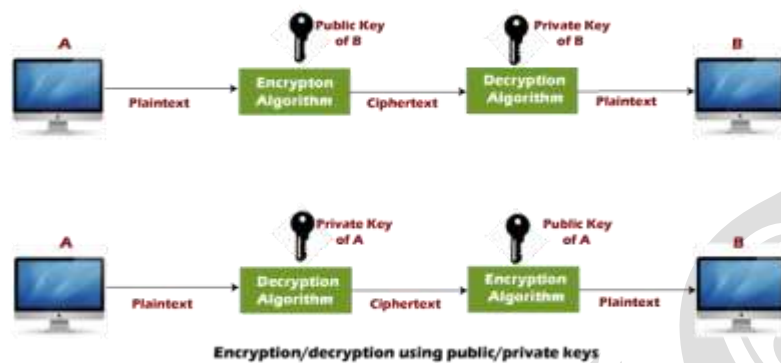 Public Key
of B
Private Key
of B
A
B
Encrypton
Algorithm
Decryption
Algorithm
Plaintext
Ciphertext
Plaintext
Private Key
of A
Public Key
of A
A
B
Decryption
Algorithm
Encryption
Algorithm
Plaintext
Ciphertext
Plaintext
Encryption/decryption using public/private keys